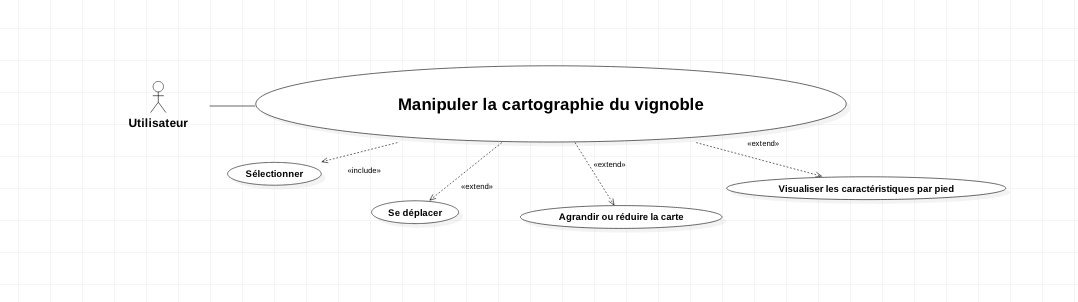 Manipuler la cartographie du vignoble
Utilisateur
«extend»
«extend»
«include»
Sélectionner
«extend»
Visualiser les caractéristiques par pied
Se déplacer
Agrandir ou réduire la carte